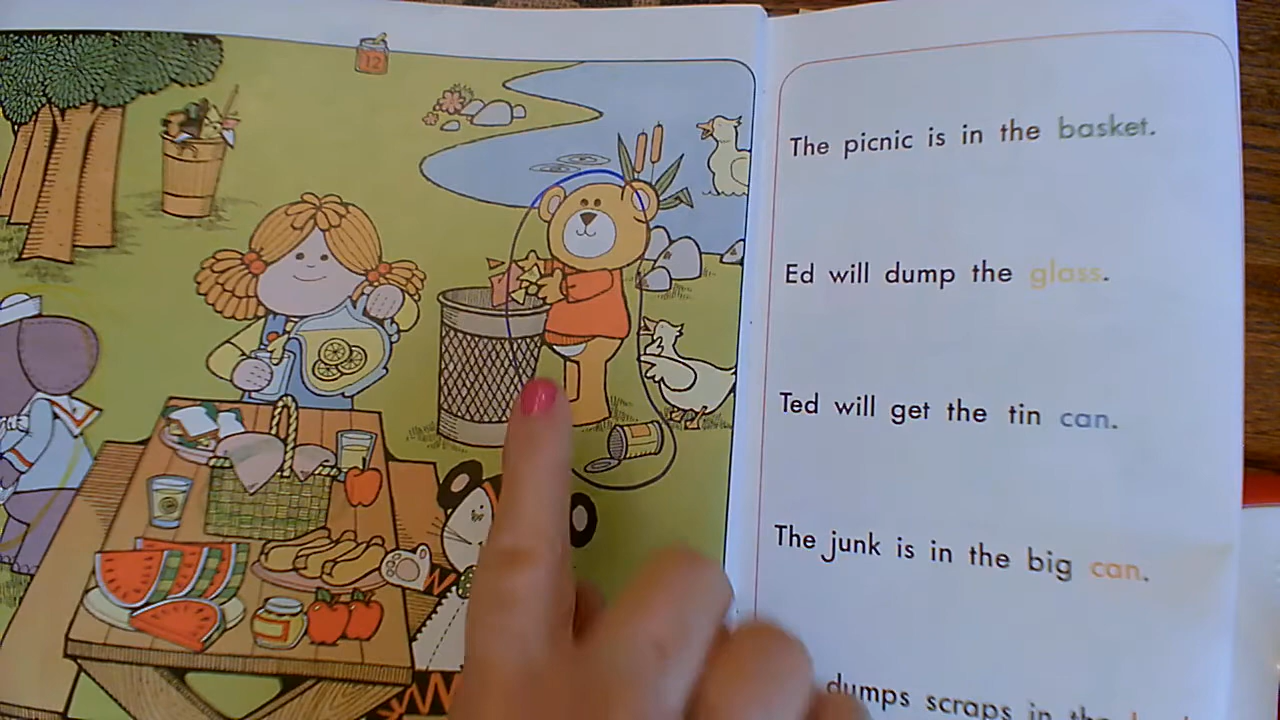 12
The picnic is in the basket.
Ed will dump the glass.
Ted will get the tin can.
The junk is in the big can.
dumps scraps in